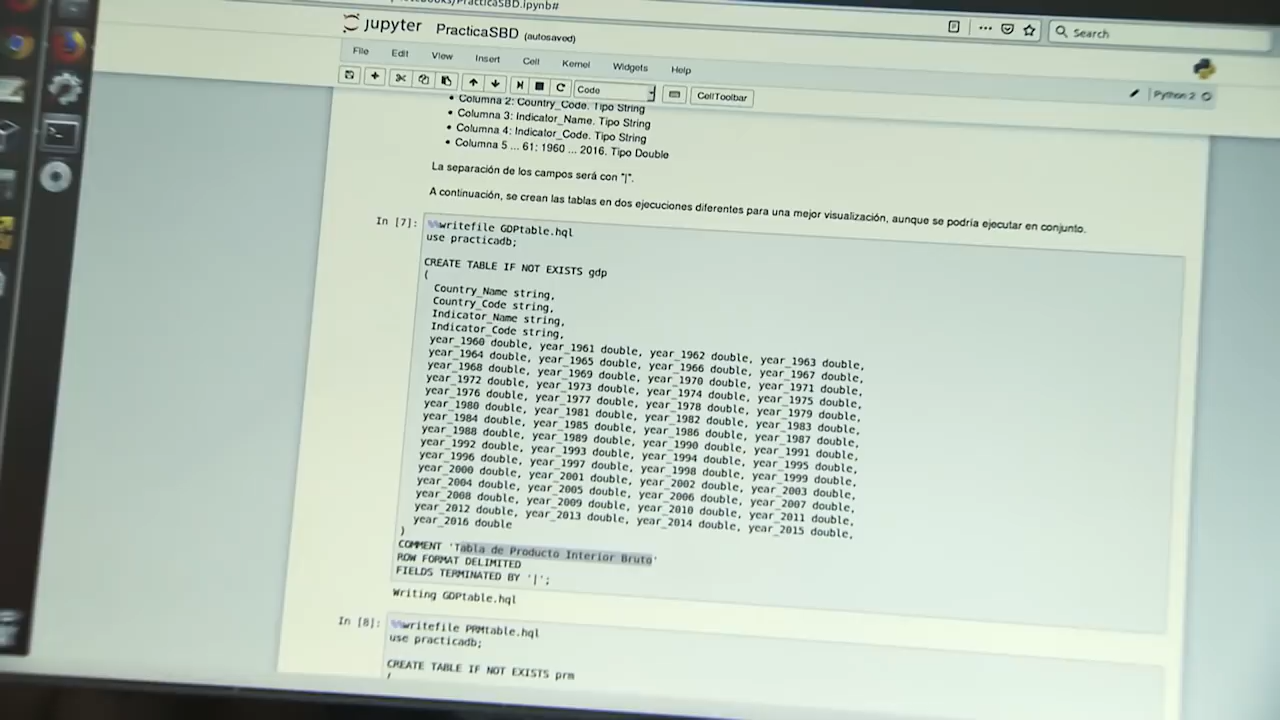 PracticaSBD.ipynb#
Search
jupyter PracticaSBD (autosaved)
File Edit View Insert Cell Kernel Widgets Help
Code CellToolbar Python 2
Columna 2: Country_Code. Tipo String
Columna 3: Indicator_Name. Tipo String
Columna 4: Indicator_Code. Tipo String
Columna 5 ... 61: 1960 ... 2016. Tipo Double
La separación de los campos será con "|".
A continuación, se crean las tablas en dos ejecuciones diferentes para una mejor visualización, aunque se podría ejecutar en conjunto.
In [7]: %%writefile GDPtable.hql
use practicadb;
CREATE TABLE IF NOT EXISTS gdp
(
Country_Name string,
Country_Code string,
Indicator_Name string,
Indicator_Code string,
year_1960 double, year_1961 double, year_1962 double, year_1963 double,
year_1964 double, year_1965 double, year_1966 double, year_1967 double,
year_1968 double, year_1969 double, year_1970 double, year_1971 double,
year_1972 double, year_1973 double, year_1974 double, year_1975 double,
year_1976 double, year_1977 double, year_1978 double, year_1979 double,
year_1980 double, year_1981 double, year_1982 double, year_1983 double,
year_1984 double, year_1985 double, year_1986 double, year_1987 double,
year_1988 double, year_1989 double, year_1990 double, year_1991 double,
year_1992 double, year_1993 double, year_1994 double, year_1995 double,
year_1996 double, year_1997 double, year_1998 double, year_1999 double,
year_2000 double, year_2001 double, year_2002 double, year_2003 double,
year_2004 double, year_2005 double, year_2006 double, year_2007 double,
year_2008 double, year_2009 double, year_2010 double, year_2011 double,
year_2012 double, year_2013 double, year_2014 double, year_2015 double,
year_2016 double
)
COMMENT 'Tabla de Producto Interior Bruto'
ROW FORMAT DELIMITED
FIELDS TERMINATED BY '|';
Writing GDPtable.hql
In [8]: %%writefile PRMtable.hql
use practicadb;
CREATE TABLE IF NOT EXISTS prm
(